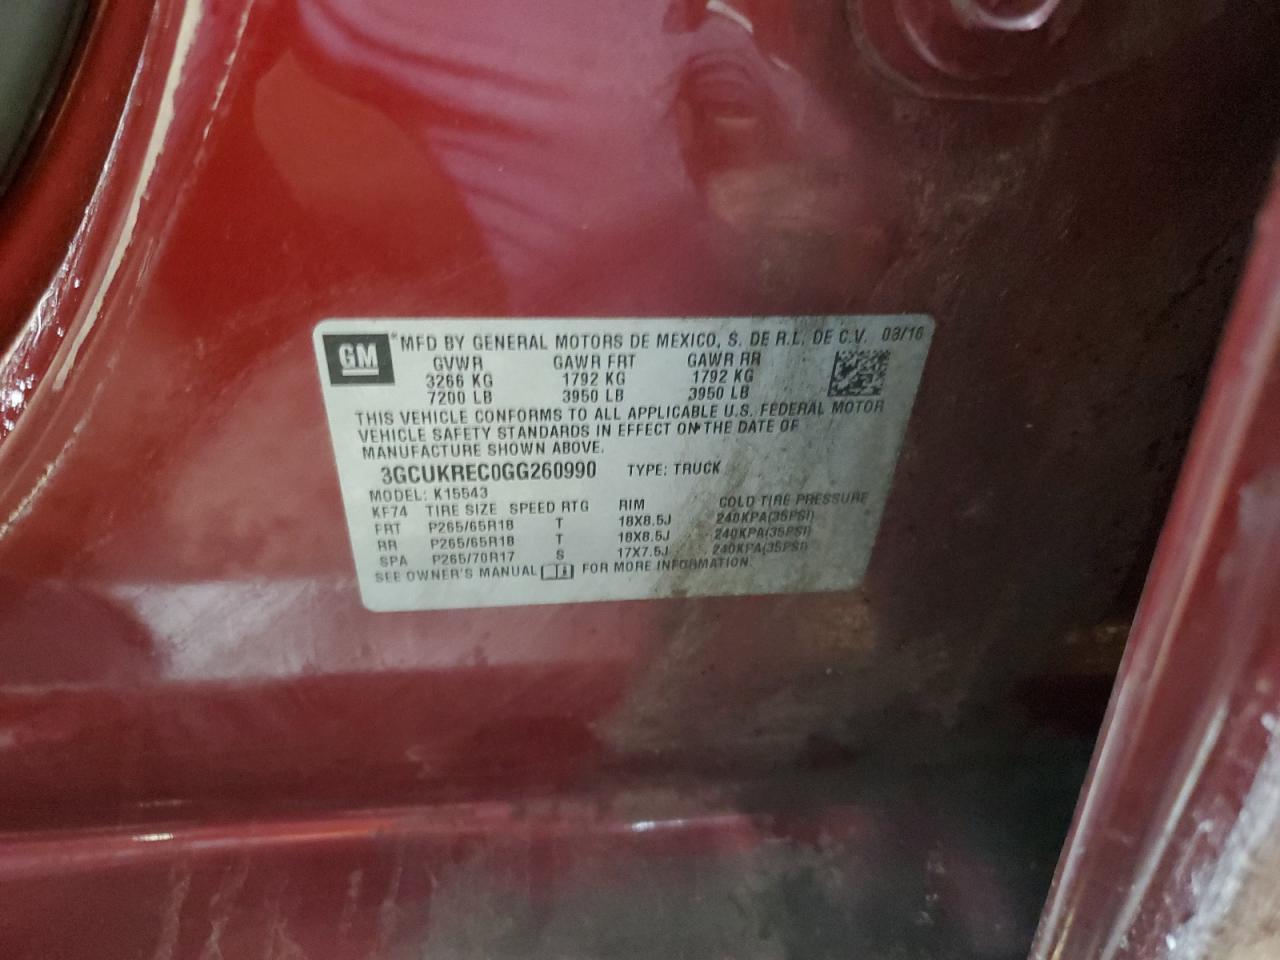 GM
MFD BY GENERAL MOTORS DE MEXICO, S. DE R.L. DE C.V. 03/16
GVWR GAWR FRT GAWR RR
3266 KG 1792 KG 1792 KG
7200 LB 3950 LB 3950 LB
THIS VEHICLE CONFORMS TO ALL APPLICABLE U.S. FEDERAL MOTOR
VEHICLE SAFETY STANDARDS IN EFFECT ON THE DATE OF
MANUFACTURE SHOWN ABOVE.
3GCUKREC0GG260990 TYPE: TRUCK
MODEL: K15543
KF74 TIRE SIZE SPEED RTG RIM COLD TIRE PRESSURE
FRT P265/65R18 T 18X8.5J 240KPA(35PSI)
RR P265/65R18 T 18X8.5J 240KPA(35PSI)
SPA P265/70R17 S 17X7.5J 240KPA(35PSI)
SEE OWNER'S MANUAL FOR MORE INFORMATION.